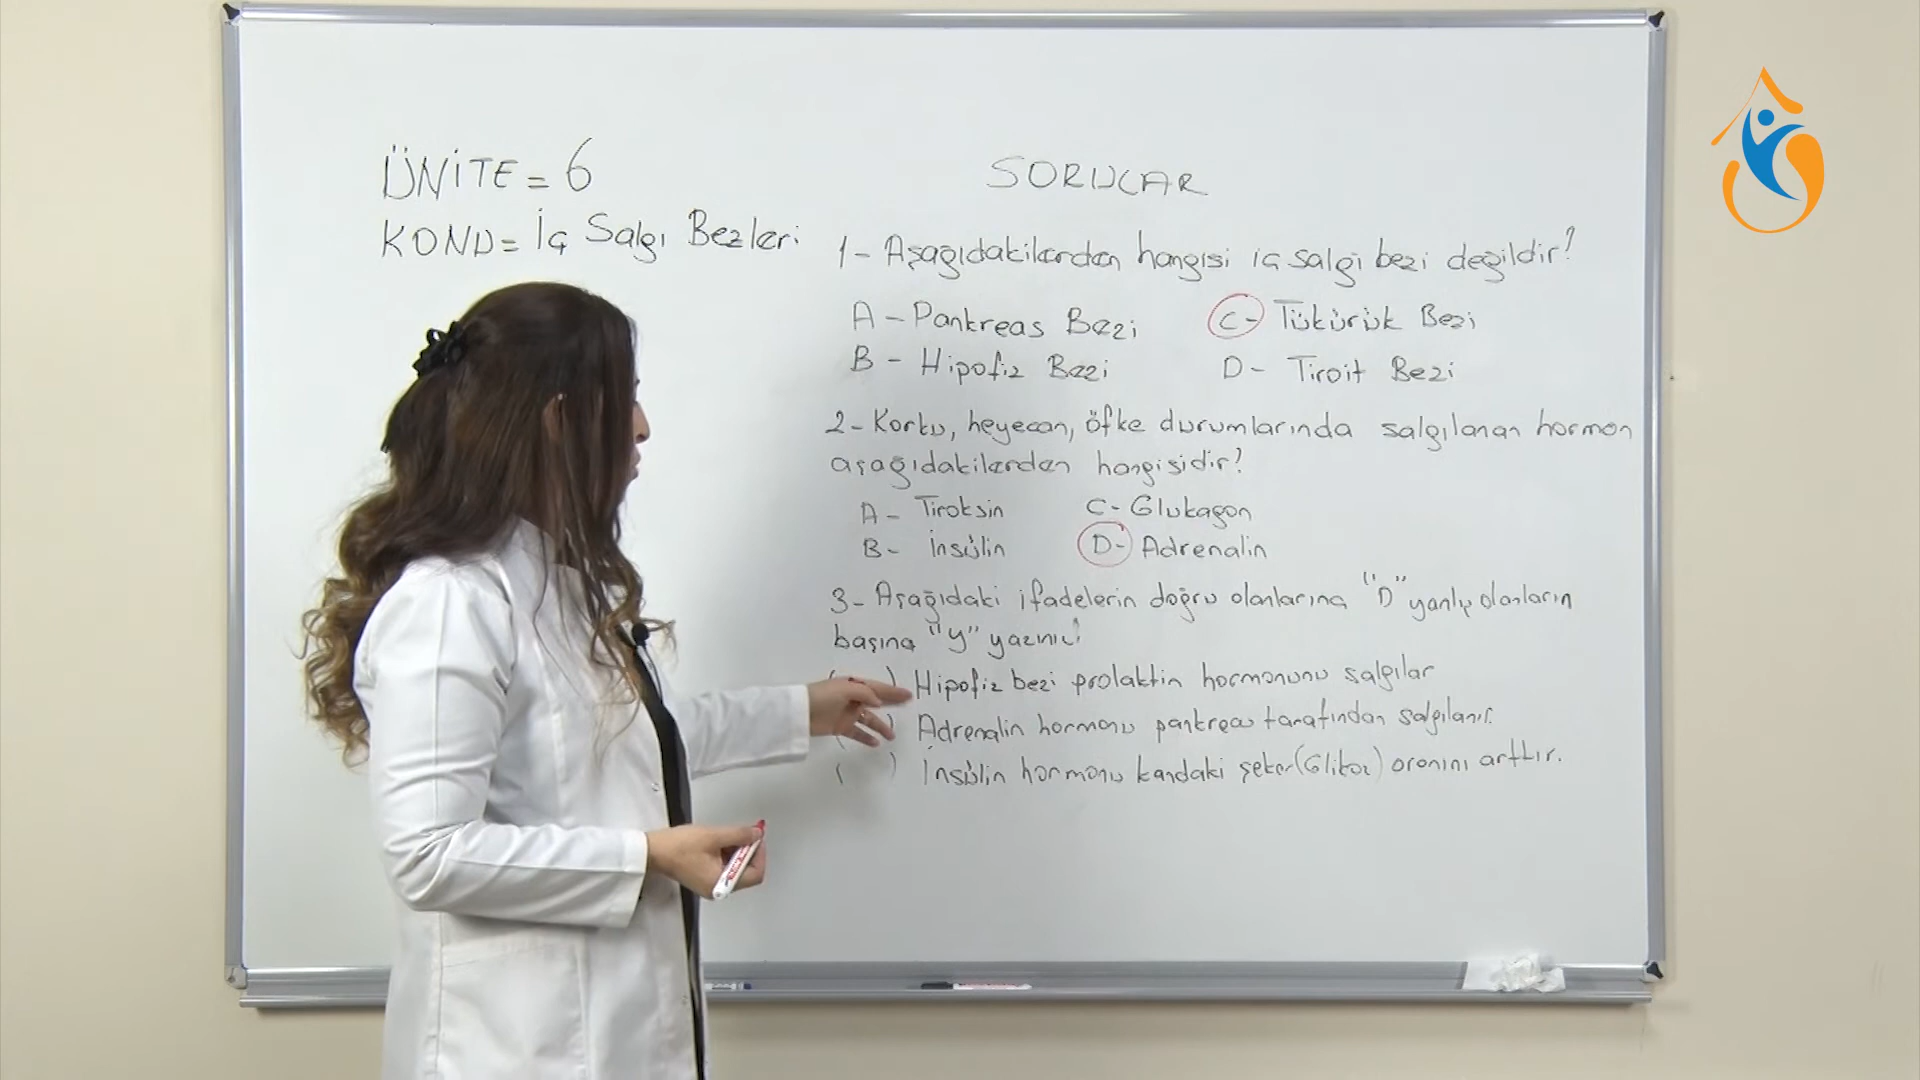 ÜNİTE = 6
KONU = İç Salgı Bezleri
SORULAR
1- Aşağıdakilerden hangisi iç salgı bezi değildir?
A - Pankreas Bezi
C- Tükürük Bezi
B - Hipofiz Bezi
D- Tiroit Bezi
2- Korku, heyecan, öfke durumlarında salgılanan hormon
aşağıdakilerden hangisidir?
A- Tiroksin
C- Glukagon
B- İnsülin
D- Adrenalin
3- Aşağıdaki ifadelerin doğru olanlarına "D" yanlış olanların
başına "Y" yazınız!
( ) Hipofiz bezi prolaktin hormonunu salgılar
( ) Adrenalin hormonu pankreas tarafından salgılanır.
( ) İnsülin hormonu kandaki şeker (Glikoz) oranını arttır.